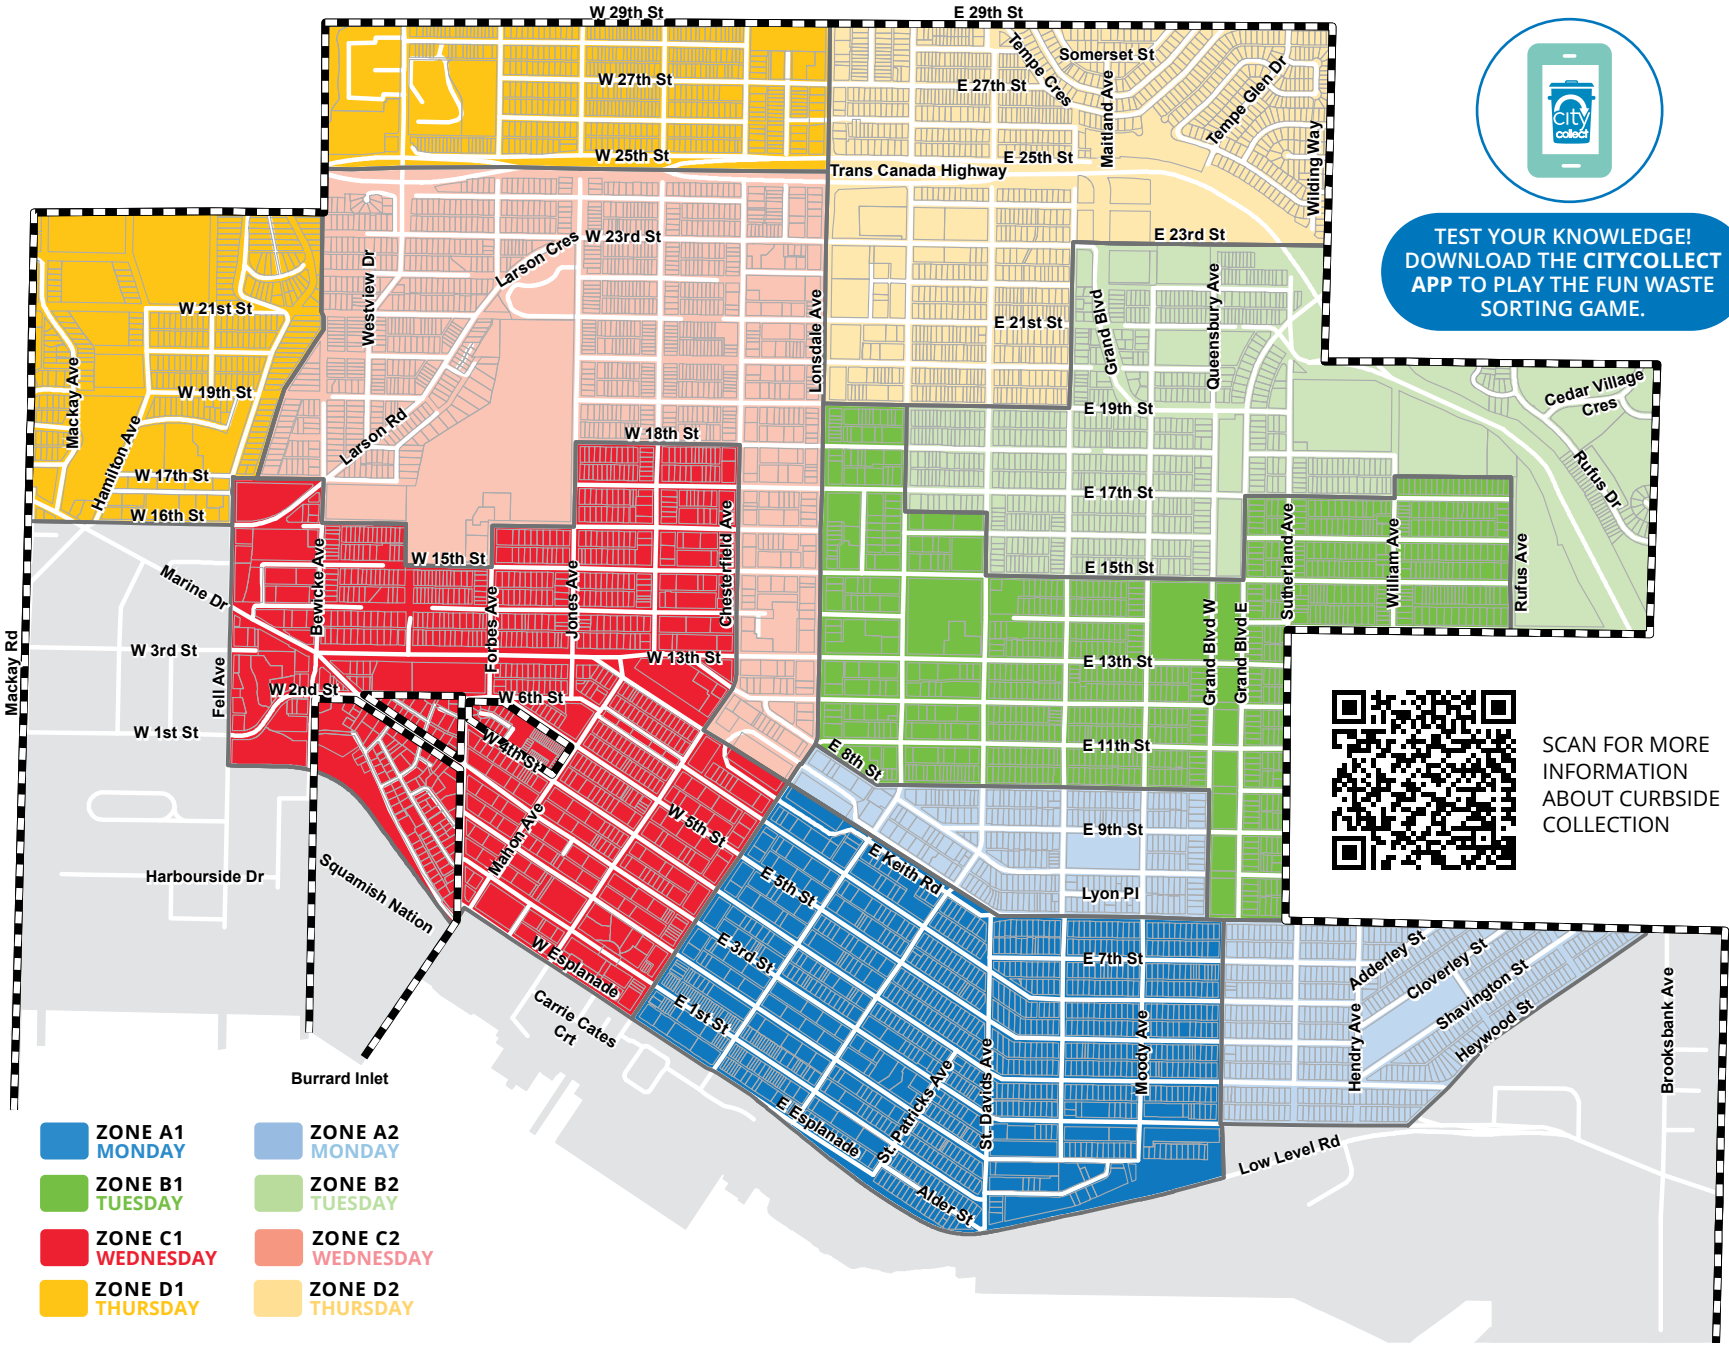 W 29th St
E 29th St
Somerset St
Tempe Cres
W 27th St
E 27th St
Maitland Ave
Tempe Glen Dr
W 25th St
E 25th St
Trans Canada Highway
Wilding Way
city
collect
TEST YOUR KNOWLEDGE!
DOWNLOAD THE CITYCOLLECT
APP TO PLAY THE FUN WASTE
SORTING GAME.
W 23rd St
E 23rd St
Larson Cres
Westview Dr
W 21st St
E 21st St
Grand Blvd
Queensbury Ave
Lonsdale Ave
Mackay Ave
W 19th St
E 19th St
Cedar Village
Cres
Hamilton Ave
Larson Rd
W 18th St
W 17th St
E 17th St
Rufus Dr
W 16th St
Chesterfield Ave
W 15th St
E 15th St
Sutherland Ave
William Ave
Rufus Ave
Marine Dr
Bewicke Ave
Forbes Ave
Jones Ave
Grand Blvd W
Grand Blvd E
Mackay Rd
W 3rd St
Fell Ave
W 13th St
E 13th St
W 2nd St
W 6th St
W 1st St
W 4th St
E 8th St
E 11th St
SCAN FOR MORE
INFORMATION
ABOUT CURBSIDE
COLLECTION
W 5th St
E 9th St
Mahon Ave
E Keith Rd
Harbourside Dr
Squamish Nation
E 5th St
Lyon Pl
W Esplanade
E 3rd St
E 7th St
Adderley St
Cloverley St
Shavington St
Heywood St
Carrie Cates
Crt
E 1st St
Moody Ave
Hendry Ave
Brooksbank Ave
Burrard Inlet
St. Davids Ave
St. Patricks Ave
E Esplanade
Low Level Rd
Alder St
ZONE A1
MONDAY
ZONE A2
MONDAY
ZONE B1
TUESDAY
ZONE B2
TUESDAY
ZONE C1
WEDNESDAY
ZONE C2
WEDNESDAY
ZONE D1
THURSDAY
ZONE D2
THURSDAY